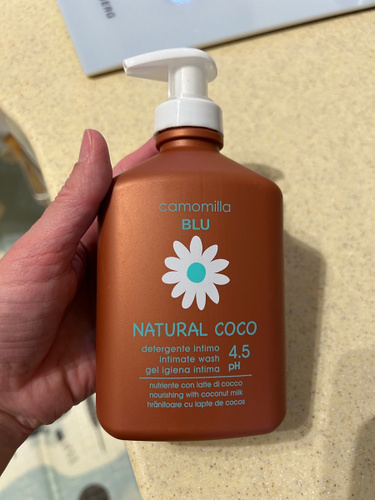 BERG
camomilla
BLU
NATURAL COCO
detergente intimo
intimate wash
gel igiena intima
4.5
pH
nutriente con latte di cocco
nourishing with coconut milk
hrănitoare cu lapte de cocos